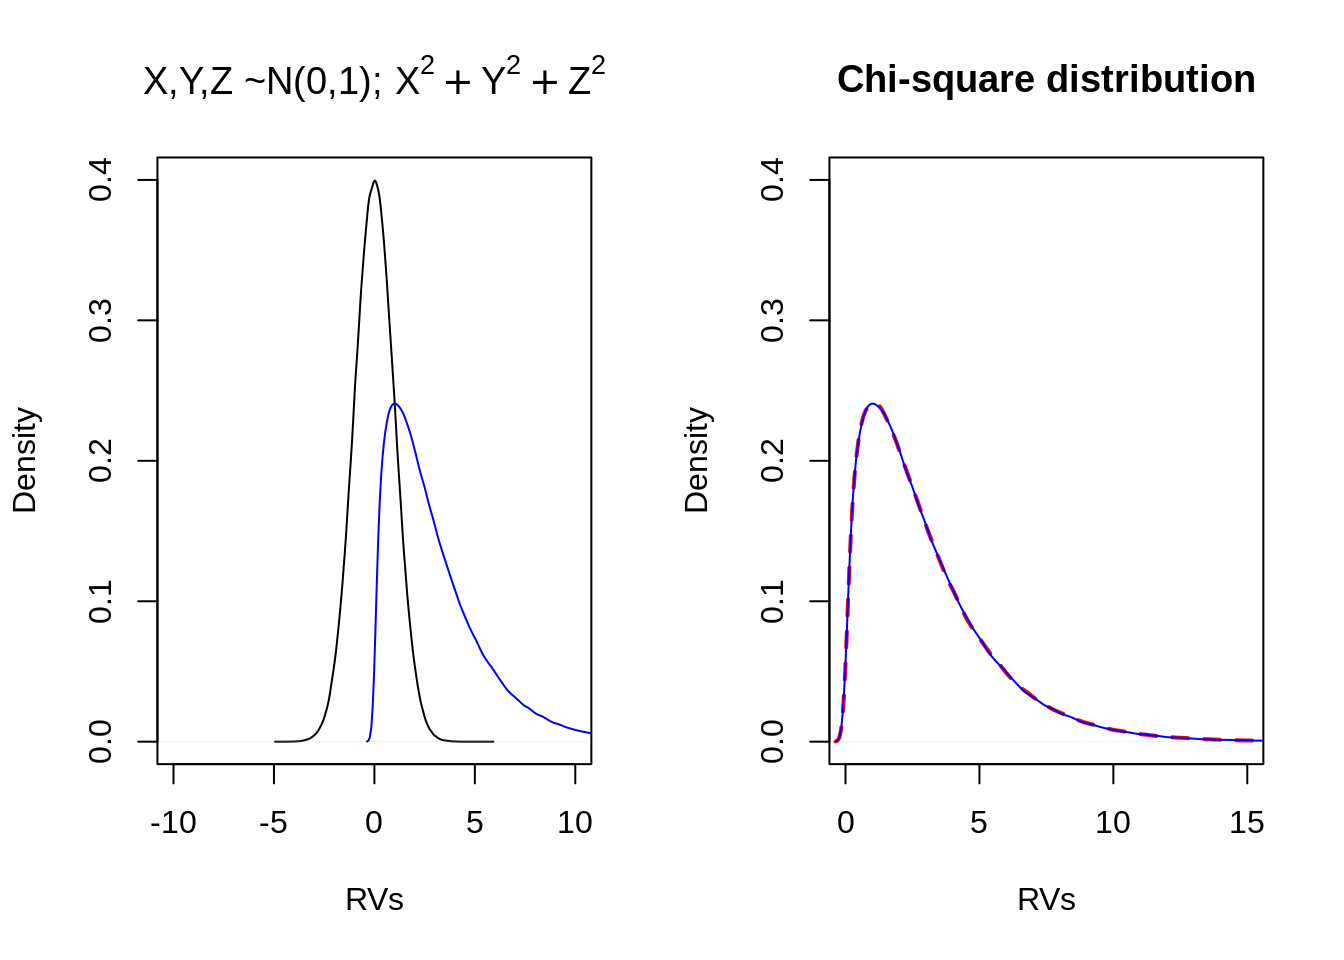 X,Y,Z ~N(0,1); X² + Y² + Z²
Density
0.4
0.3
0.2
0.1
0.0
-10 -5 0 5 10
RVs
Chi-square distribution
Density
0.4
0.3
0.2
0.1
0.0
0 5 10 15
RVs